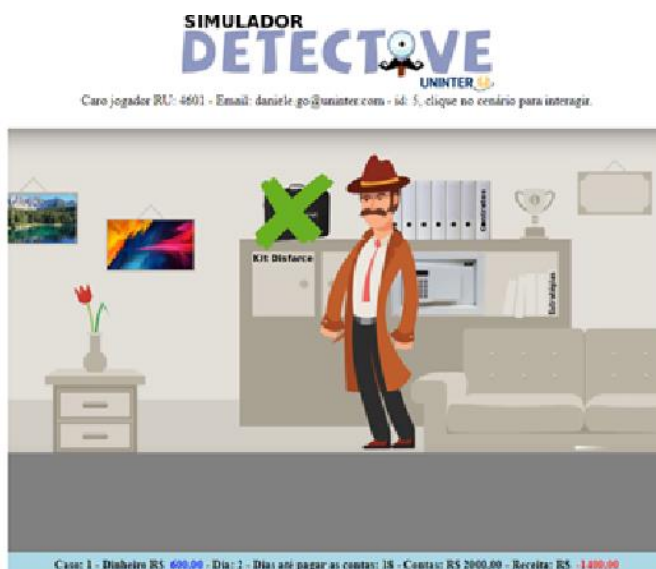 SIMULADOR
DETECTIVE
UNINTER
Caro jogador RU: 4601 - Email: daniele.go@uninter.com - id: 5, clique no cenário para interagir.
Kit Disfarce
Contratos
Estratégias
Caso: 1 - Dinheiro R$ 600.00 - Dia: 2 - Dias até pagar as contas: 18 - Contas: R$ 2000.00 - Receita: R$ -1400.00